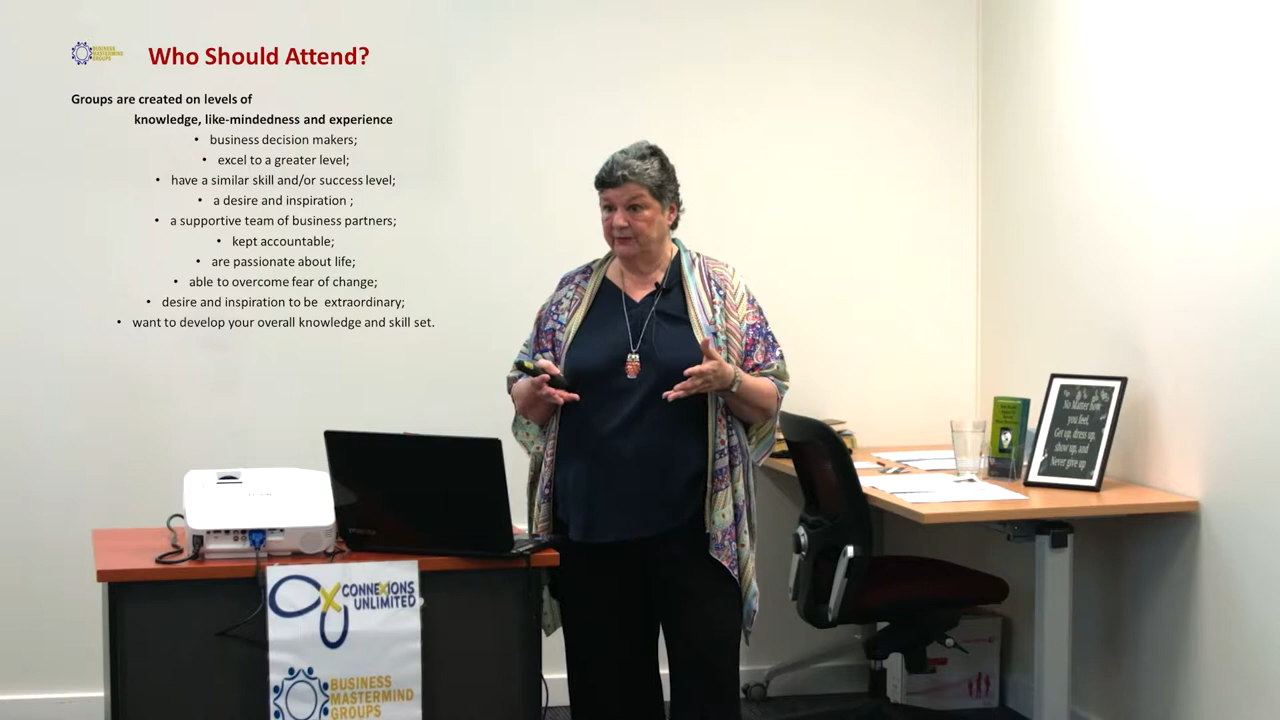 BUSINESS
MASTERMIND
GROUPS
Who Should Attend?
Groups are created on levels of
knowledge, like-mindedness and experience
• business decision makers;
• excel to a greater level;
• have a similar skill and/or success level;
• a desire and inspiration ;
• a supportive team of business partners;
• kept accountable;
• are passionate about life;
• able to overcome fear of change;
• desire and inspiration to be extraordinary;
• want to develop your overall knowledge and skill set.
No Matter how
you feel,
Get up, dress up,
show up, and
Never give up
CONNEXIONS
UNLIMITED
BUSINESS
MASTERMIND
GROUPS